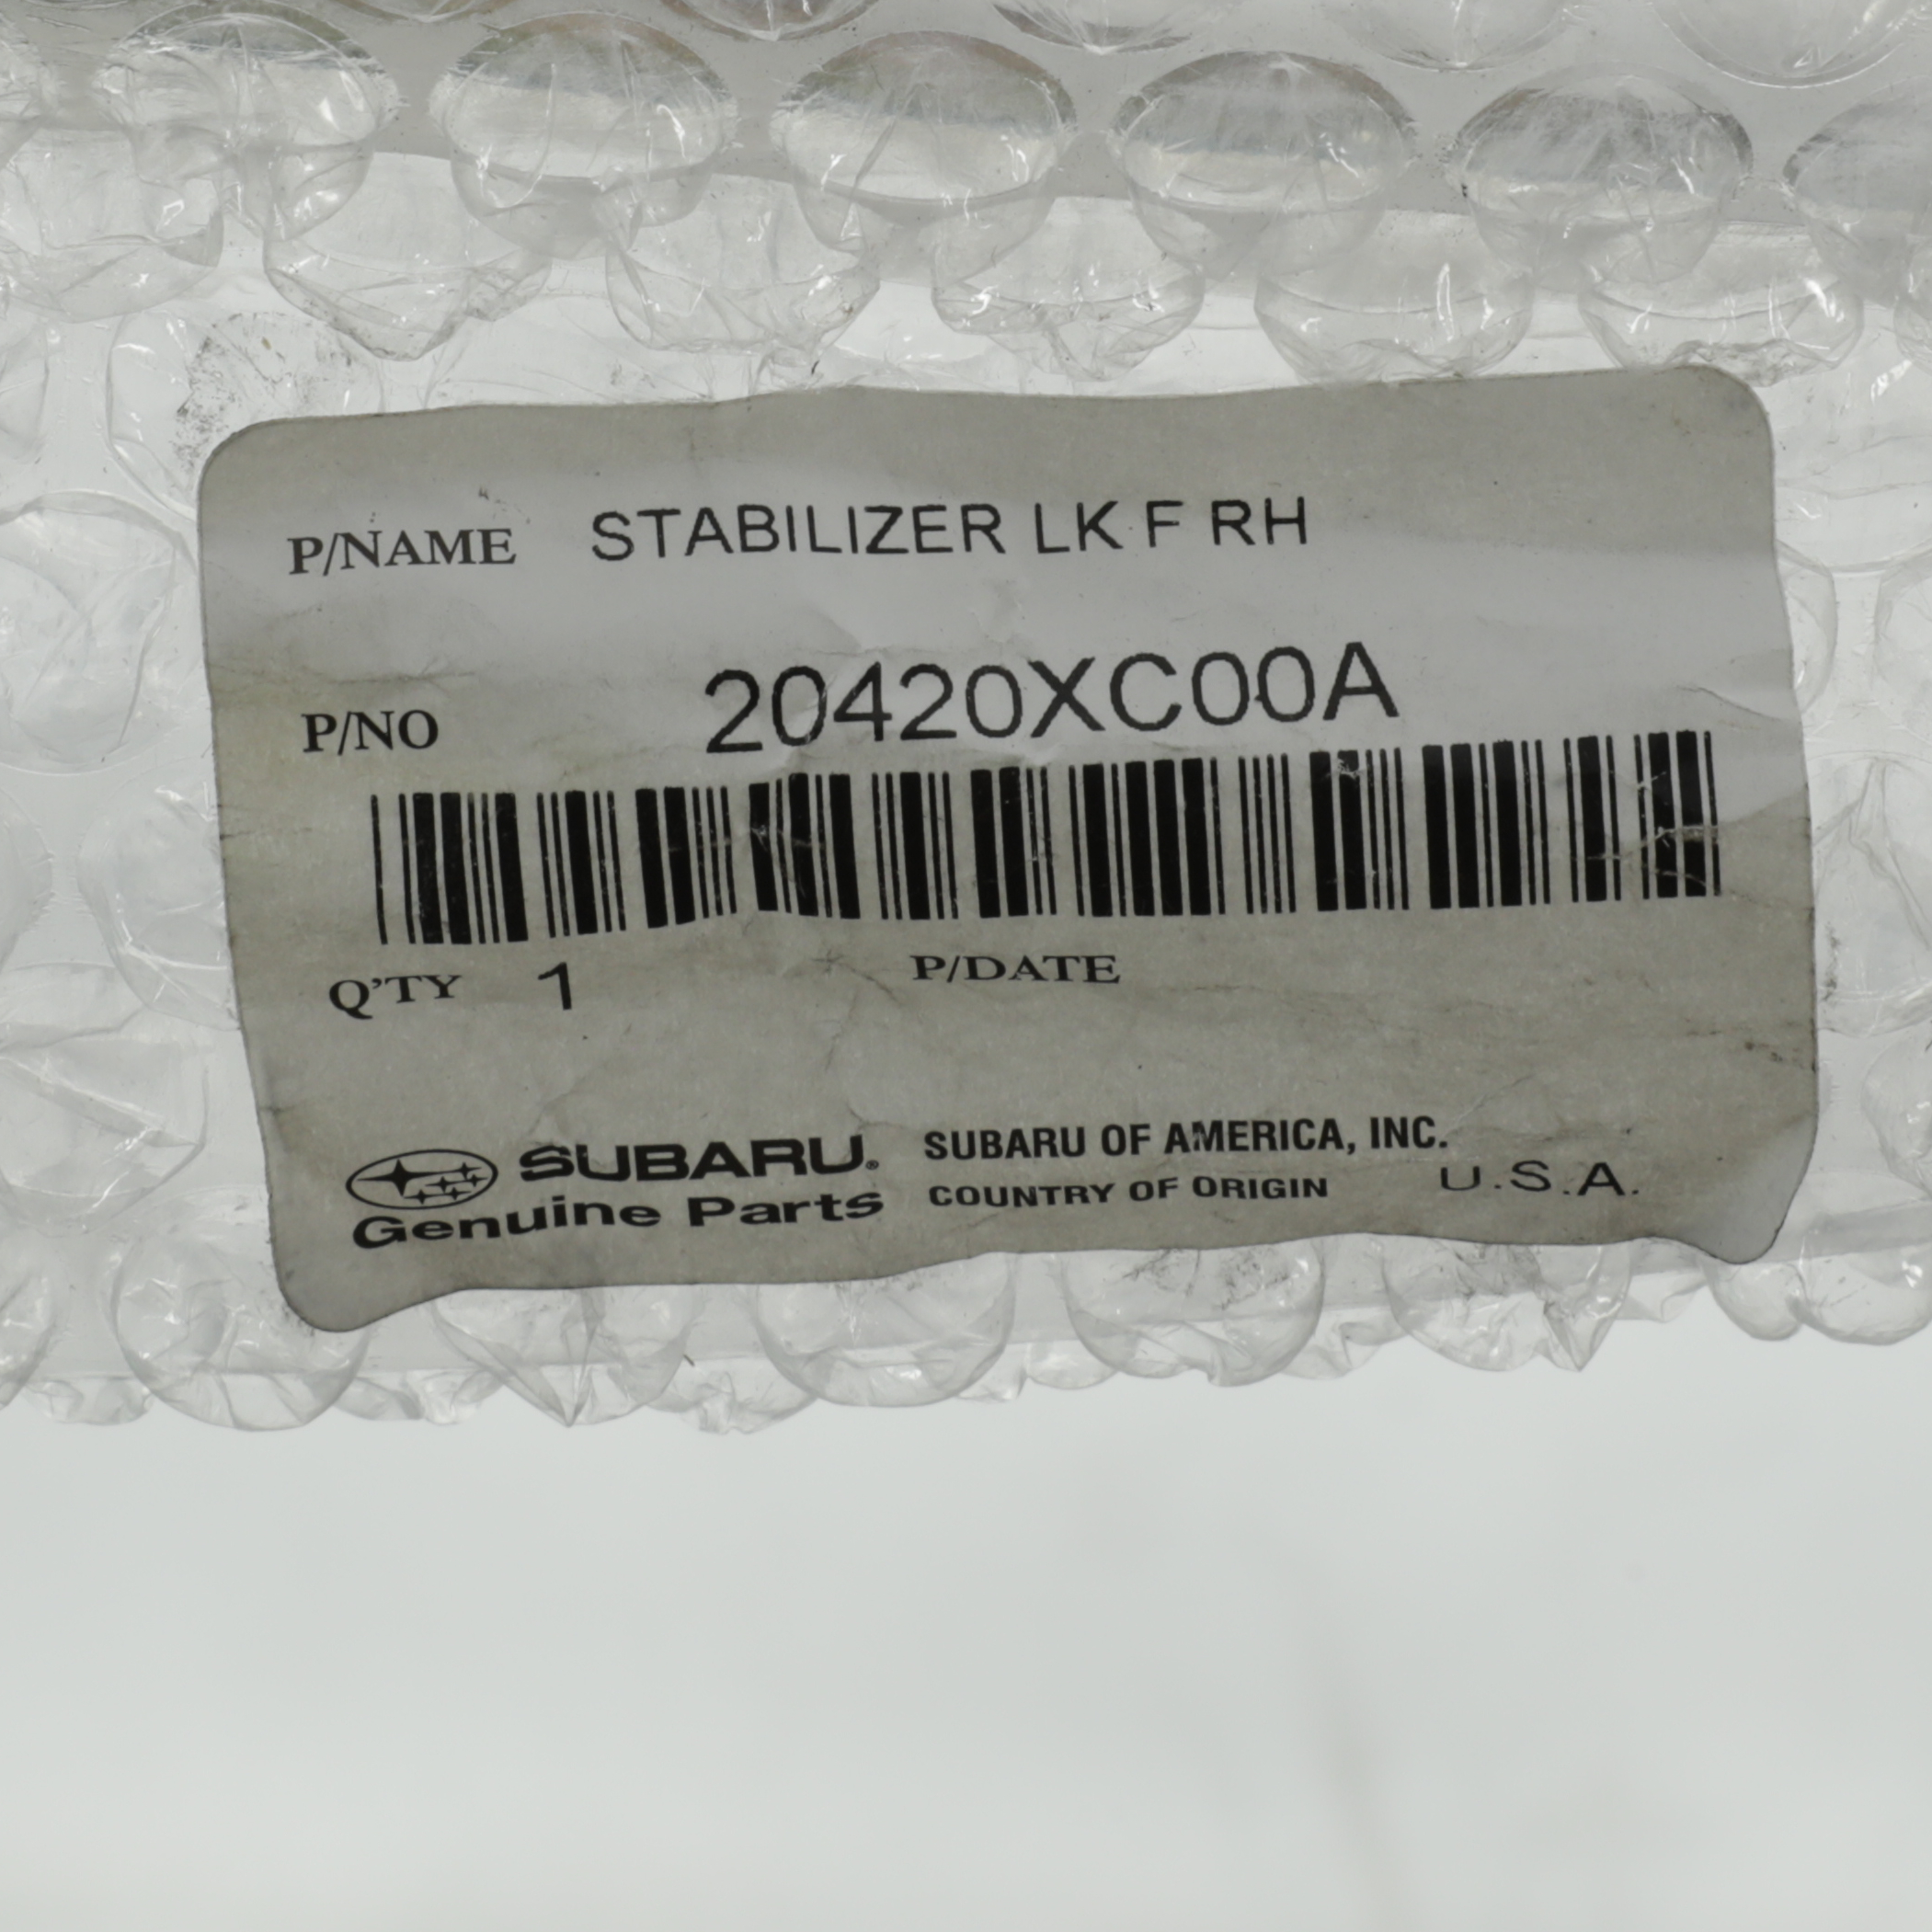 P/NAME STABILIZER LK F RH
P/NO 20420XC00A
Q'TY 1 P/DATE
SUBARU® SUBARU OF AMERICA, INC.
Genuine Parts COUNTRY OF ORIGIN U.S.A.